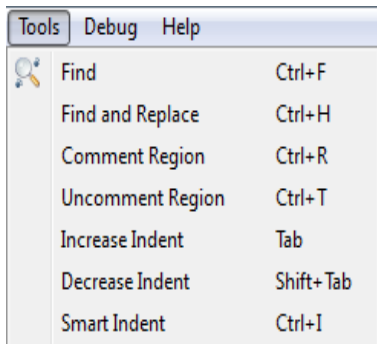 Tools Debug Help
Find Ctrl+F
Find and Replace Ctrl+H
Comment Region Ctrl+R
Uncomment Region Ctrl+T
Increase Indent Tab
Decrease Indent Shift+Tab
Smart Indent Ctrl+I